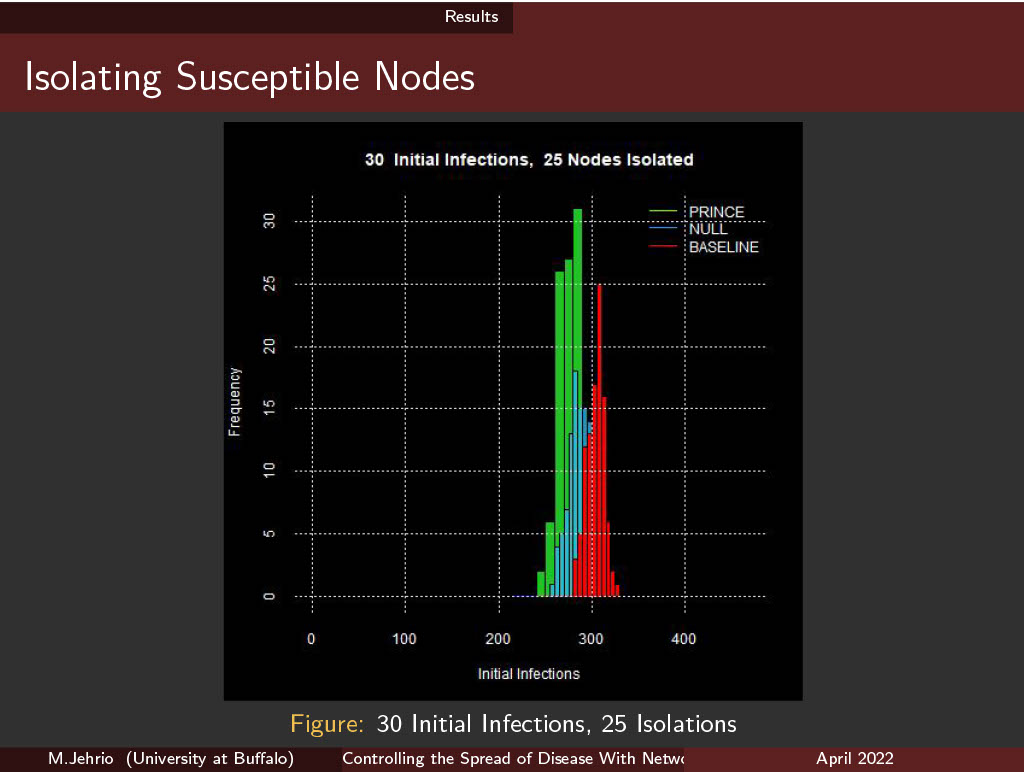 Results
Isolating Susceptible Nodes
30 Initial Infections, 25 Nodes Isolated
PRINCE
NULL
BASELINE
30
25
20
15
10
5
0
Frequency
0 100 200 300 400
Initial Infections
Figure: 30 Initial Infections, 25 Isolations
M.Jehrio (University at Buffalo) Controlling the Spread of Disease With April 2022